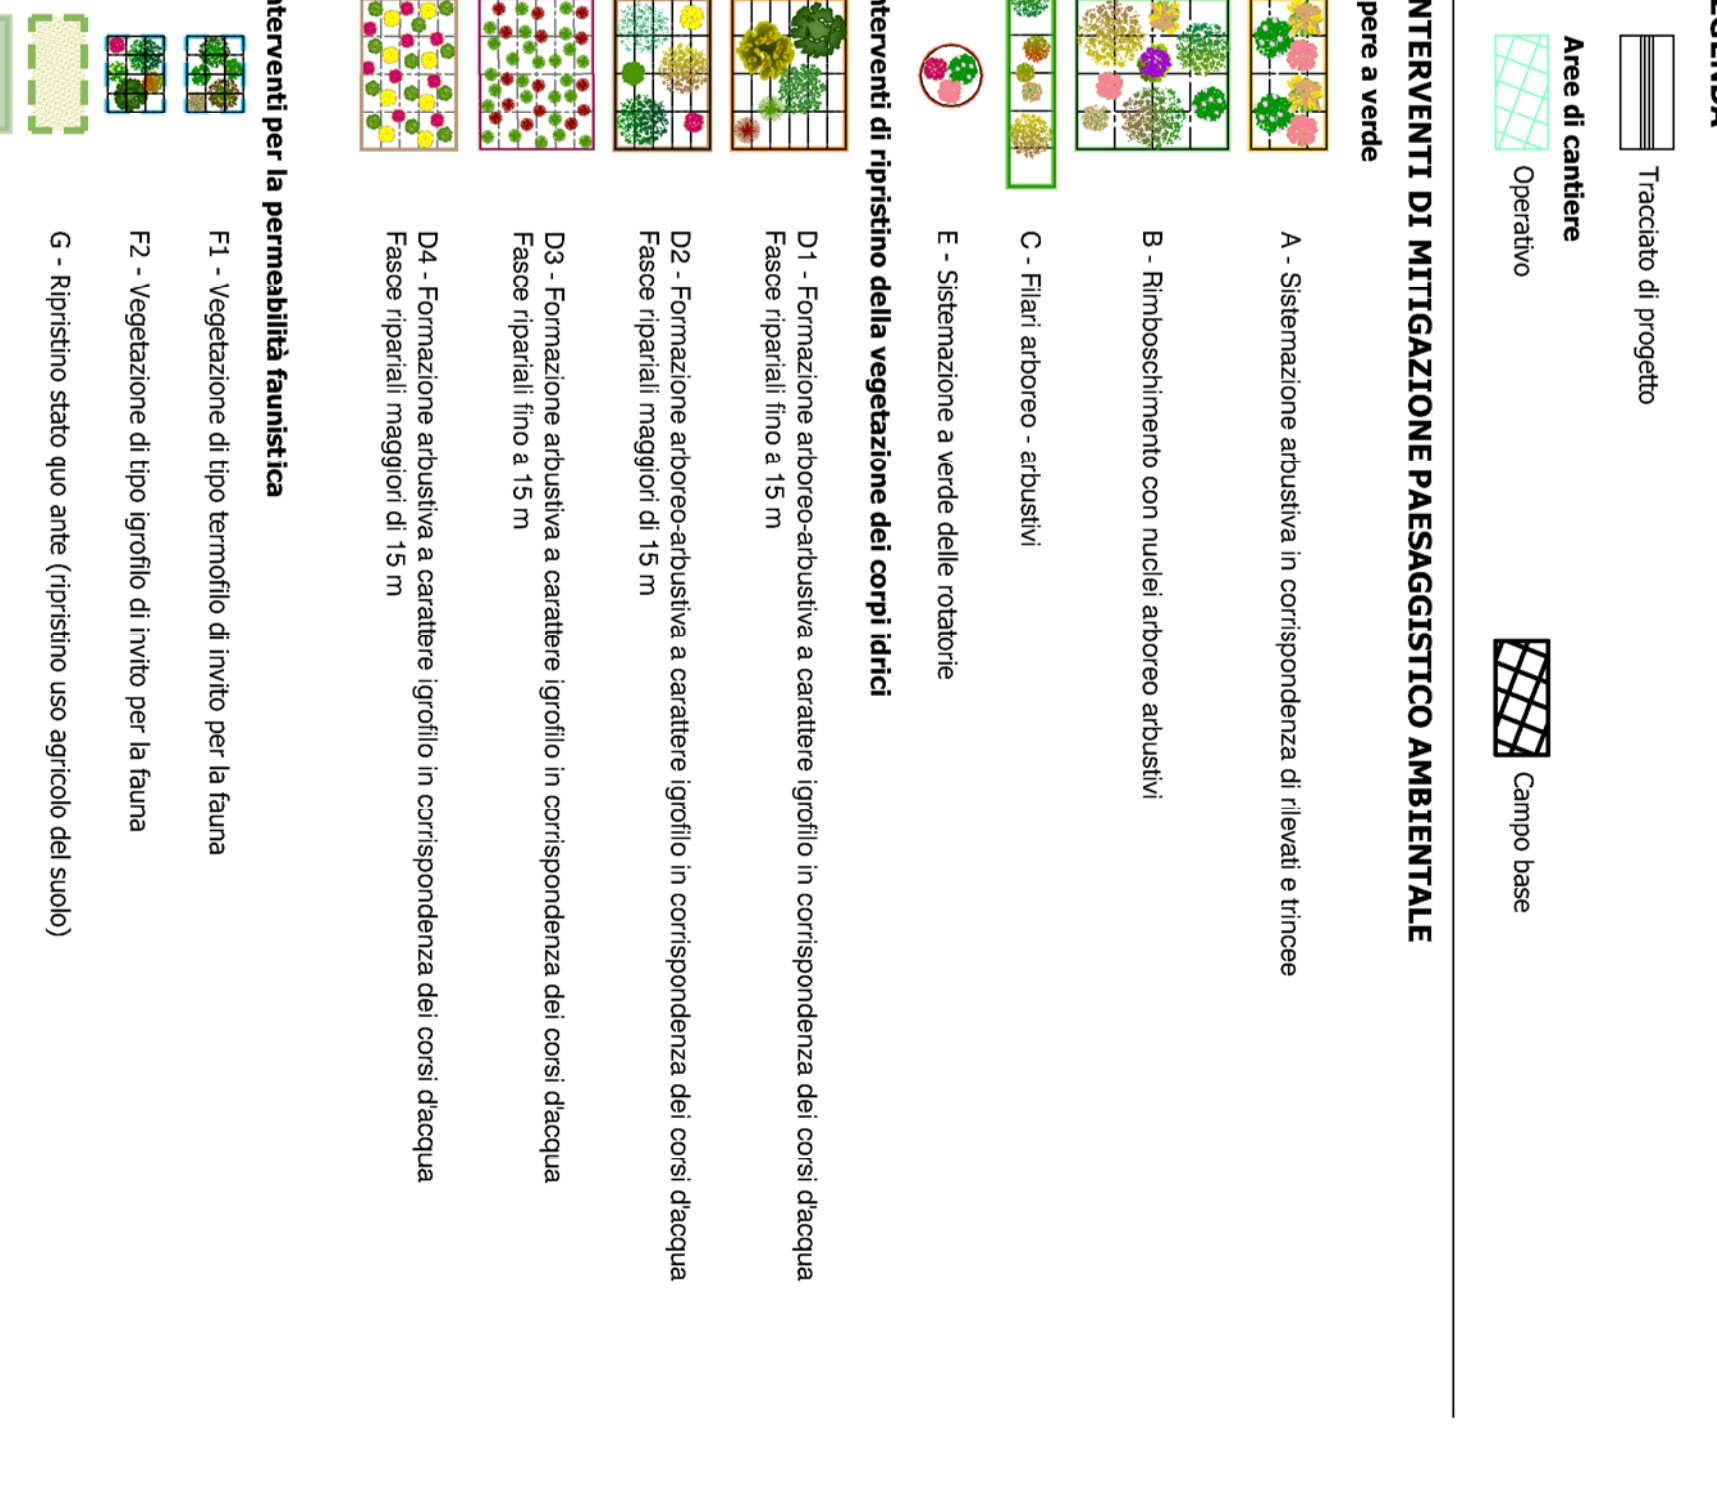 Tracciato di progetto
Aree di cantiere
Operativo
Campo base
NTERVENTI DI MITIGAZIONE PAESAGGISTICO AMBIENTALE
pere a verde
A - Sistemazione arbustiva in corrispondenza di rilevati e trincee
B - Rimboschimento con nuclei arboreo arbustivi
C - Filari arboreo - arbustivi
E - Sistemazione a verde delle rotatorie
nterventi di ripristino della vegetazione dei corpi idrici
D1 - Formazione arboreo-arbustiva a carattere igrofilo in corrispondenza dei corsi d'acqua
Fasce ripariali fino a 15 m
D2 - Formazione arboreo-arbustiva a carattere igrofilo in corrispondenza dei corsi d'acqua
Fasce ripariali maggiori di 15 m
D3 - Formazione arbustiva a carattere igrofilo in corrispondenza dei corsi d'acqua
Fasce ripariali fino a 15 m
D4 - Formazione arbustiva a carattere igrofilo in corrispondenza dei corsi d'acqua
Fasce ripariali maggiori di 15 m
nterventi per la permeabilità faunistica
F1 - Vegetazione di tipo termofilo di invito per la fauna
F2 - Vegetazione di tipo igrofilo di invito per la fauna
G - Ripristino stato quo ante (ripristino uso agricolo del suolo)